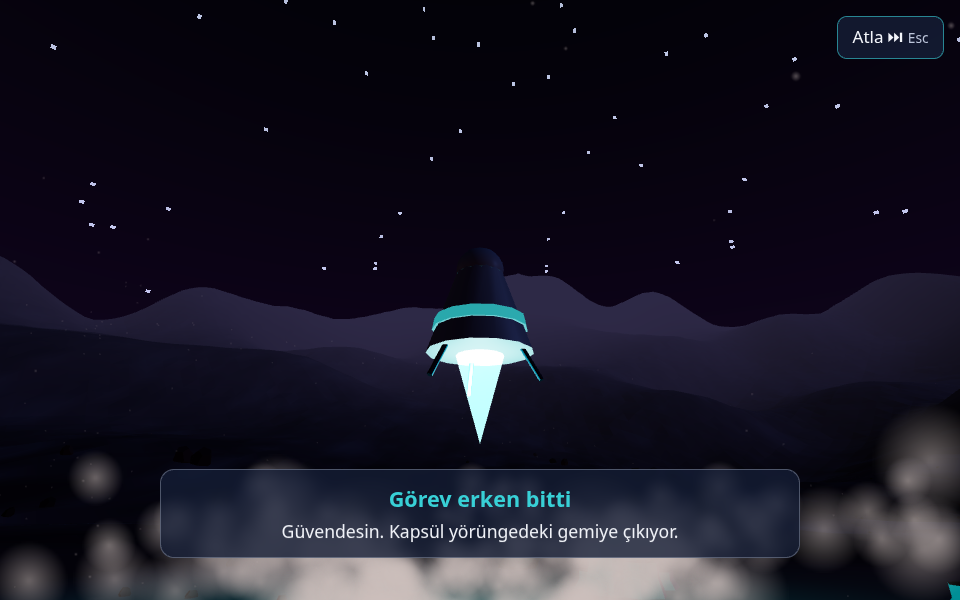 Atla ⏭ Esc
Görev erken bitti
Güvendesin. Kapsül yörüngedeki gemiye çıkıyor.